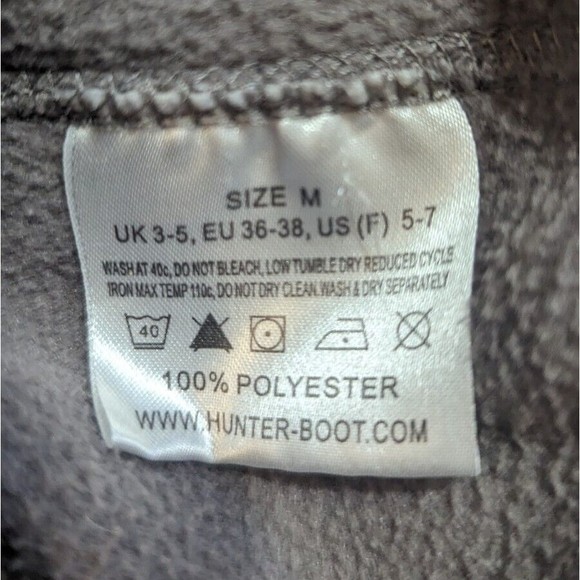 SIZE M
UK 3-5, EU 36-38, US (F) 5-7
WASH AT 40c, DO NOT BLEACH, LOW TUMBLE DRY REDUCED CYCLE
IRON MAX TEMP 110c, DO NOT DRY CLEAN. WASH & DRY SEPARATELY
40
100% POLYESTER
WWW.HUNTER-BOOT.COM